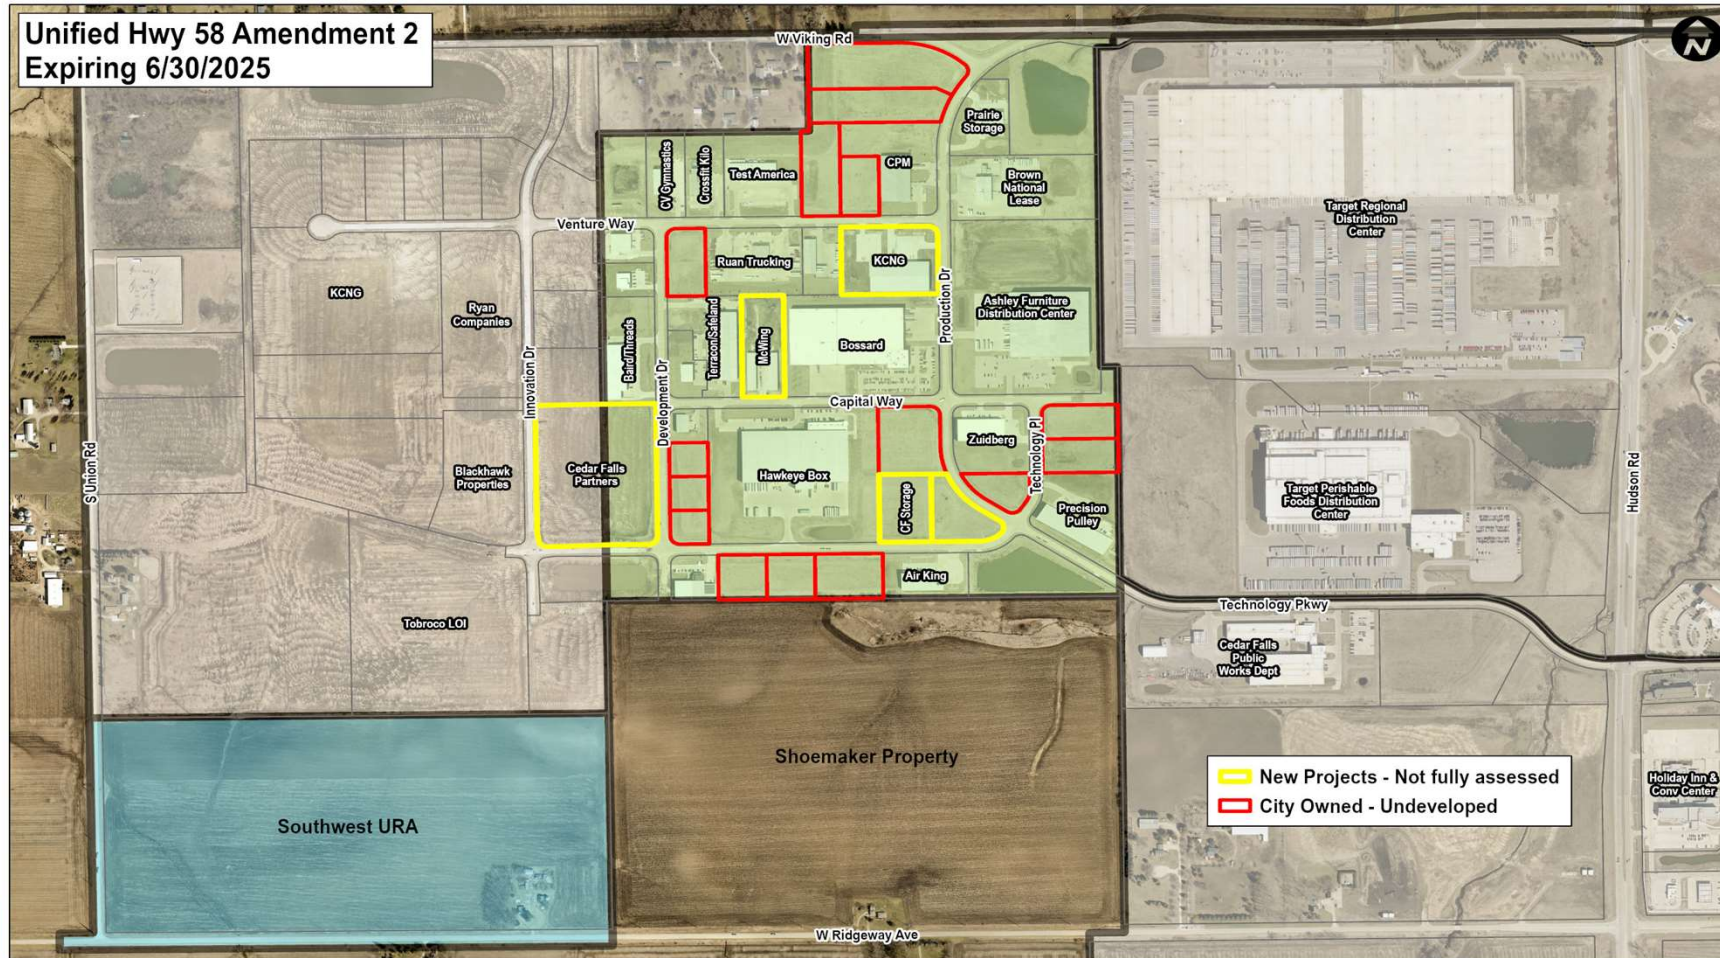 Unified Hwy 58 Amendment 2
Expiring 6/30/2025
W Viking Rd
N
Prairie
Storage
CV Gymnastics
Crossfit Kilo
Test America
CPM
Brown
National
Lease
Target Regional
Distribution
Center
Venture Way
Ruan Trucking
KCNG
Production Dr
KCNG
Ryan
Companies
Ashley Furniture
Distribution Center
Innovation Dr
Baird/Threads
Development Dr
Terracon/Safeland
McWing
Bossard
Capital Way
S Union Rd
Blackhawk
Properties
Cedar Falls
Partners
Hawkeye Box
Zuidberg
Technology Pl
CF Storage
Precision
Pulley
Target Perishable
Foods Distribution
Center
Hudson Rd
Air King
Technology Pkwy
Tobroco LOI
Cedar Falls
Public
Works Dept
Shoemaker Property
Southwest URA
New Projects - Not fully assessed
City Owned - Undeveloped
Holiday Inn &
Conv Center
W Ridgeway Ave